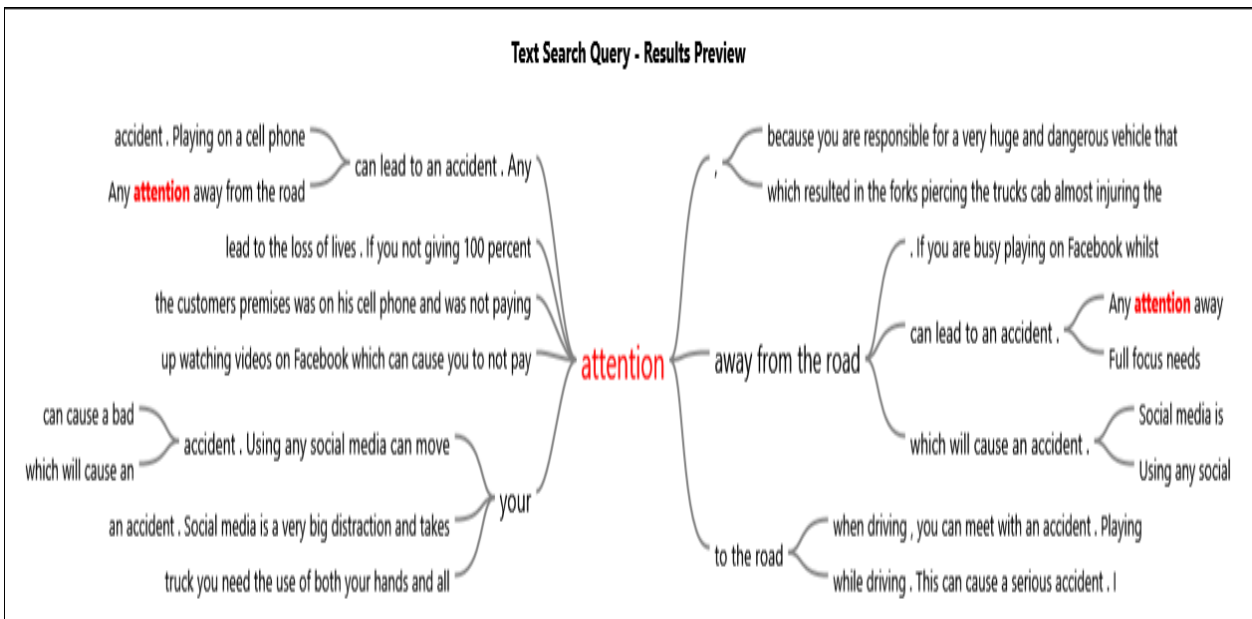 Text Search Query - Results Preview
accident . Playing on a cell phone
Any attention away from the road
can lead to an accident . Any
lead to the loss of lives . If you not giving 100 percent
the customers premises was on his cell phone and was not paying
up watching videos on Facebook which can cause you to not pay
can cause a bad
which will cause an
accident . Using any social media can move
an accident . Social media is a very big distraction and takes
truck you need the use of both your hands and all
your
attention
,
because you are responsible for a very huge and dangerous vehicle that
which resulted in the forks piercing the trucks cab almost injuring the
away from the road
. If you are busy playing on Facebook whilst
can lead to an accident .
Any attention away
Full focus needs
which will cause an accident .
Social media is
Using any social
to the road
when driving , you can meet with an accident . Playing
while driving . This can cause a serious accident . I